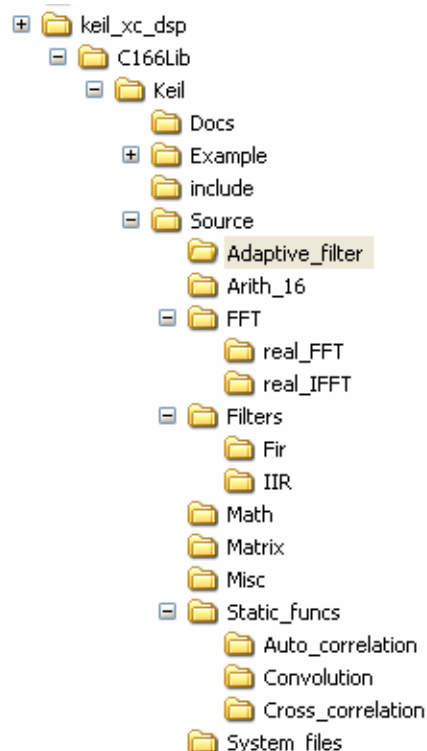 keil_xc_dsp
C166Lib
Keil
Docs
Example
include
Source
Adaptive_filter
Arith_16
FFT
real_FFT
real_IFFT
Filters
Fir
IIR
Math
Matrix
Misc
Static_funcs
Auto_correlation
Convolution
Cross_correlation
System_files